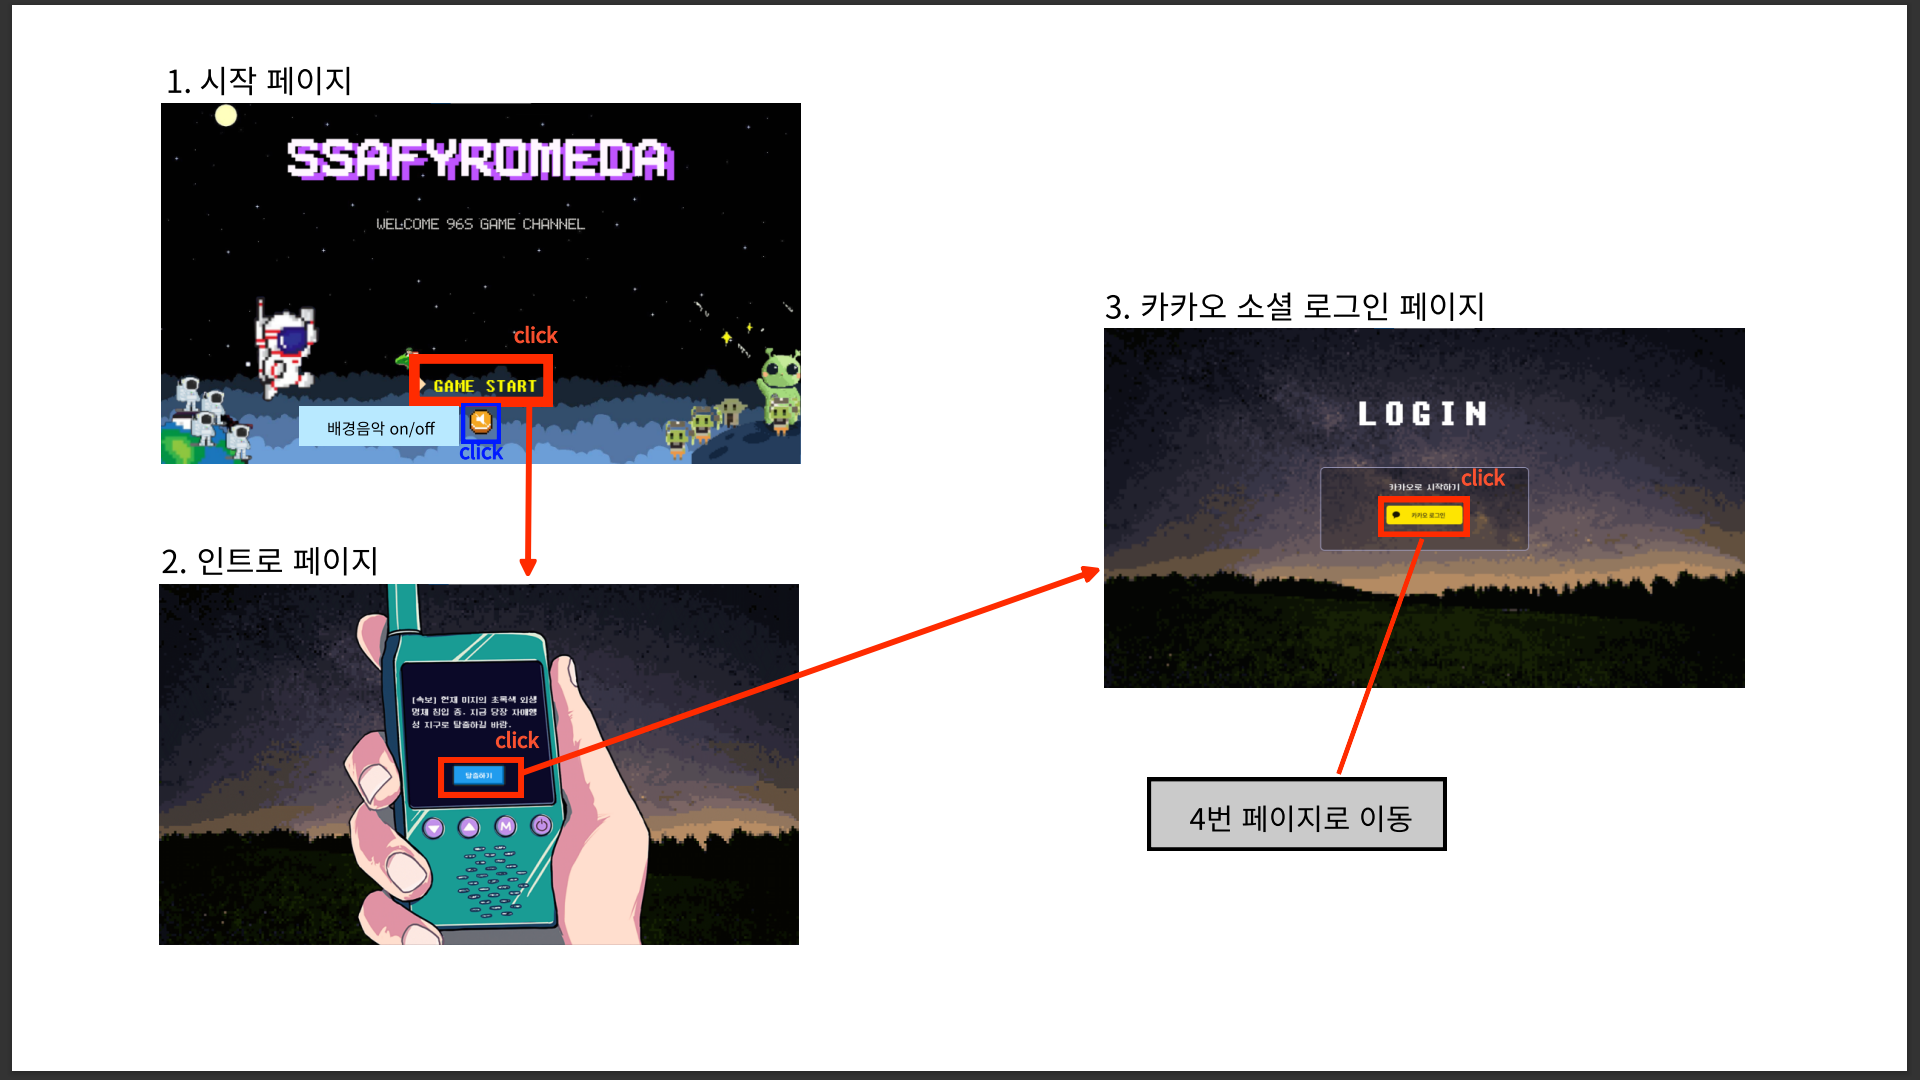 1. 시작 페이지
SSAFYROMEDA
WELCOME 96S GAME CHANNEL
click
GAME START
배경음악 on/off
click
2. 인트로 페이지
[속보] 현재 미지의 초록색 외생
명체 침입 중. 지금 당장 자매행
성 지구로 탈출하길 바람.
click
탈출하기
M
3. 카카오 소셜 로그인 페이지
LOGIN
카카오로 시작하기
click
카카오 로그인
4번 페이지로 이동